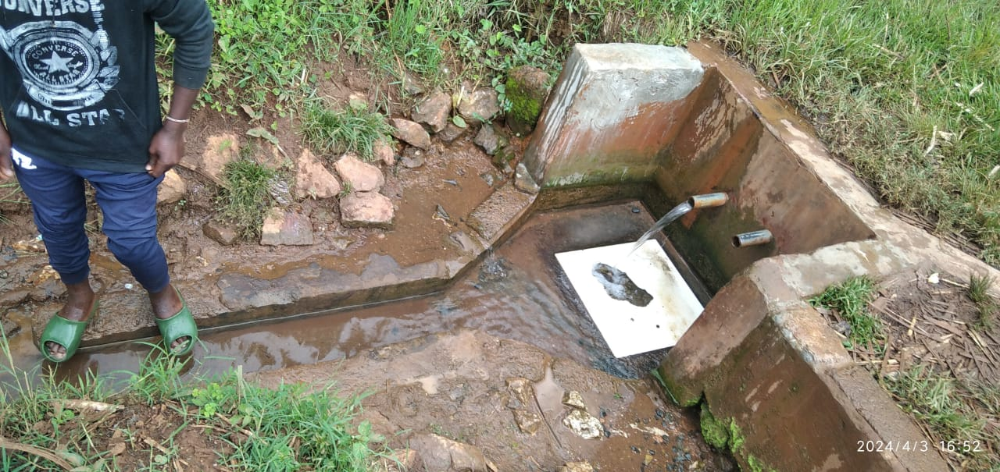 CONVERSE
CONVERSE
ALL STAR
2024/4/3 16:52